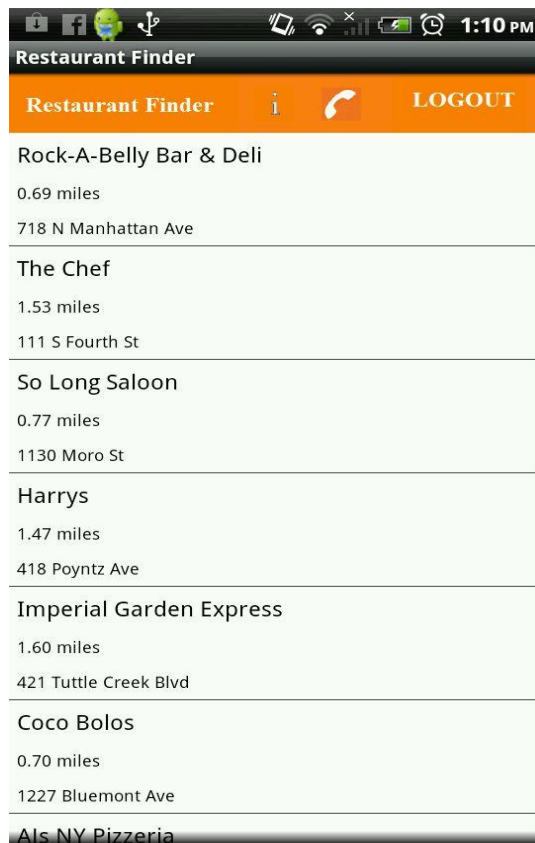 1:10 PM
Restaurant Finder
Restaurant Finder i LOGOUT
Rock-A-Belly Bar & Deli
0.69 miles
718 N Manhattan Ave
The Chef
1.53 miles
111 S Fourth St
So Long Saloon
0.77 miles
1130 Moro St
Harrys
1.47 miles
418 Poyntz Ave
Imperial Garden Express
1.60 miles
421 Tuttle Creek Blvd
Coco Bolos
0.70 miles
1227 Bluemont Ave
Als NY Pizzeria